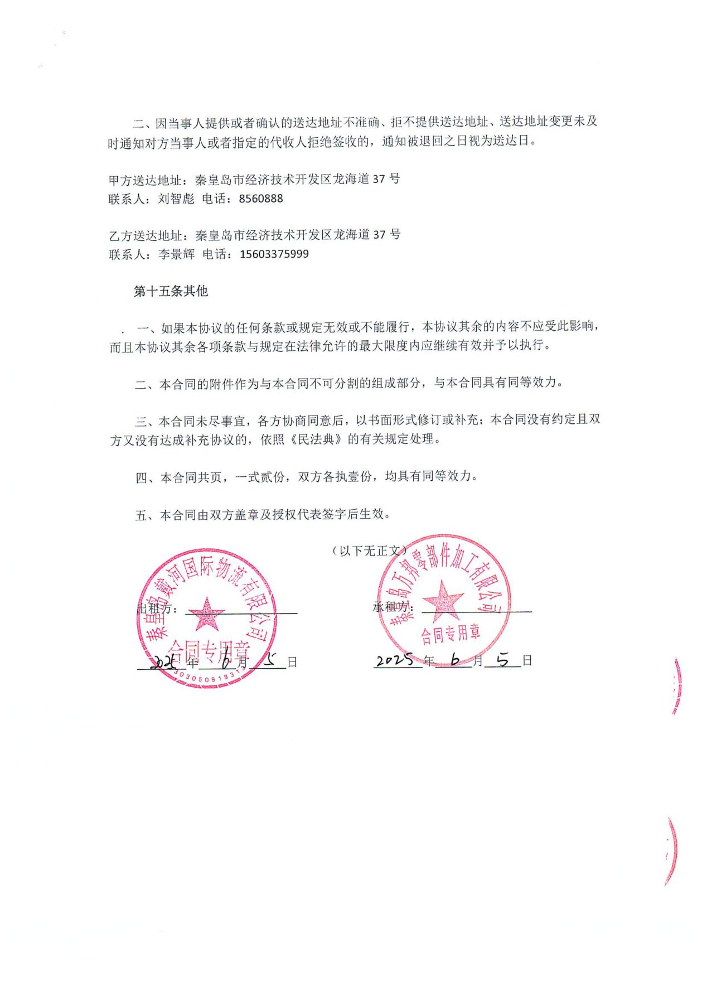 二、因当事人提供或者确认的送达地址不准确、拒不提供送达地址、送达地址变更未及
时通知对方当事人或者指定的代收人拒绝签收的，通知被退回之日视为送达日。
甲方送达地址：秦皇岛市经济技术开发区龙海道 37 号
联系人：刘智彪 电话：8560888
乙方送达地址：秦皇岛市经济技术开发区龙海道 37 号
联系人：李景辉 电话：15603375999
第十五条其他
. 一、如果本协议的任何条款或规定无效或不能履行，本协议其余的内容不应受此影响，
而且本协议其余各项条款与规定在法律允许的最大限度内应继续有效并予以执行。
二、本合同的附件作为与本合同不可分割的组成部分，与本合同具有同等效力。
三、本合同未尽事宜，各方协商同意后，以书面形式修订或补充；本合同没有约定且双
方又没有达成补充协议的，依照《民法典》的有关规定处理。
四、本合同共页，一式贰份，双方各执壹份，均具有同等效力。
五、本合同由双方盖章及授权代表签字后生效。
（以下无正文）
秦皇岛戴河国际物流有限公司
秦皇岛万邦零部件加工有限公司
出租方：
承租方：
合同专用章
合同专用章
2025 年 6 月 5 日
2025 年 6 月 5 日